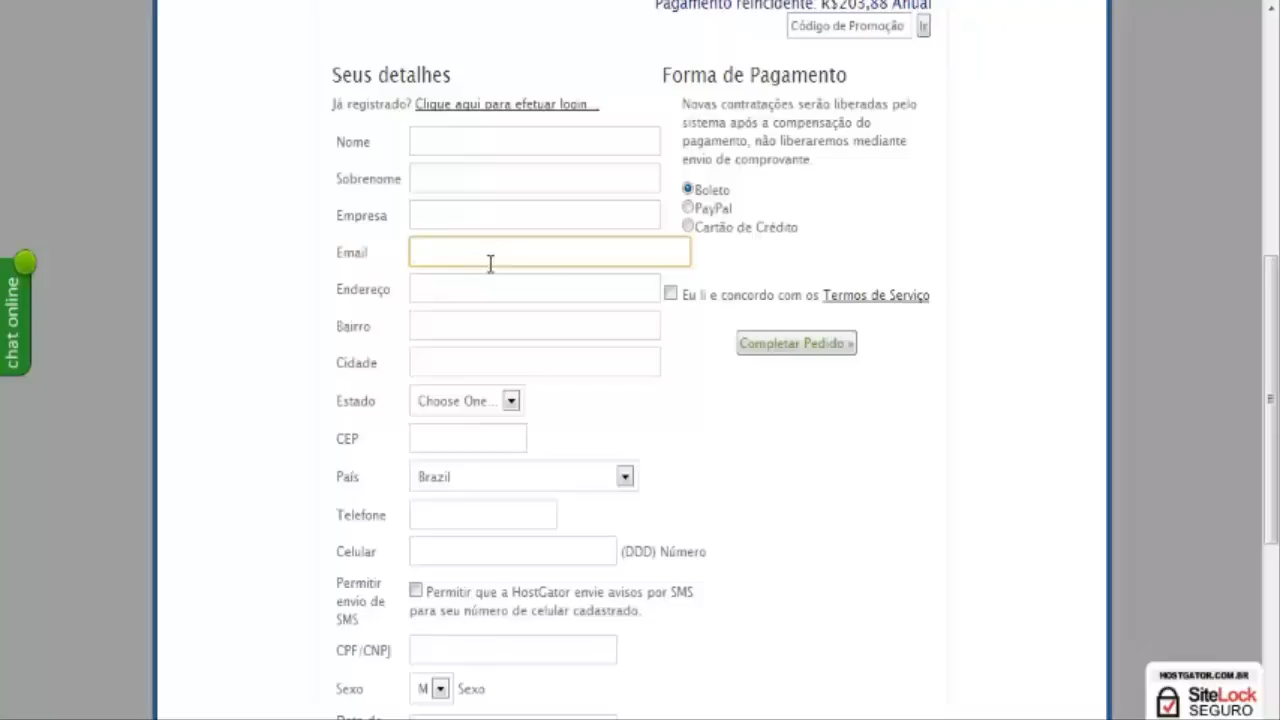 Pagamento reincidente: R$203,88 Anual
Código de Promoção Ir
Seus detalhes
Já registrado? Clique aqui para efetuar login...
Nome
Sobrenome
Empresa
Email
Endereço
Bairro
Cidade
Estado Choose One...
CEP
País Brazil
Telefone
Celular (DDD) Número
Permitir envio de SMS
Permitir que a HostGator envie avisos por SMS
para seu número de celular cadastrado.
CPF/CNPJ
Sexo M Sexo
Forma de Pagamento
Novas contratações serão liberadas pelo
sistema após a compensação do
pagamento, não liberaremos mediante
envio de comprovante.
Boleto
PayPal
Cartão de Crédito
Eu li e concordo com os Termos de Serviço
Completar Pedido »
chat online
HOSTGATOR.COM.BR
SiteLock
SEGURO